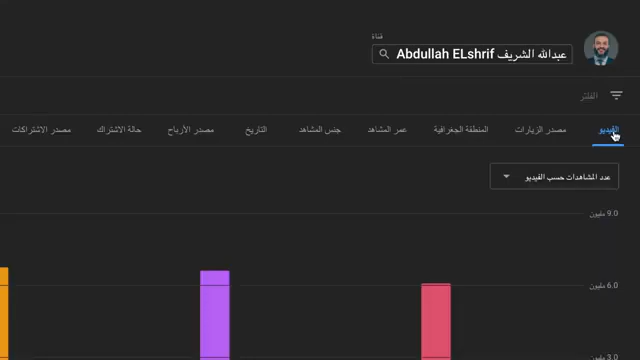 قناة
عبدالله الشريف Abdullah ELshrif
الفلتر
الفيديو
مصدر الزيارات
المنطقة الجغرافية
عمر المشاهد
جنس المشاهد
التاريخ
مصدر الأرباح
حالة الاشتراك
مصدر الاشتراكات
عدد المشاهدات حسب الفيديو
9.0 مليون
6.0 مليون
3.0 مليون